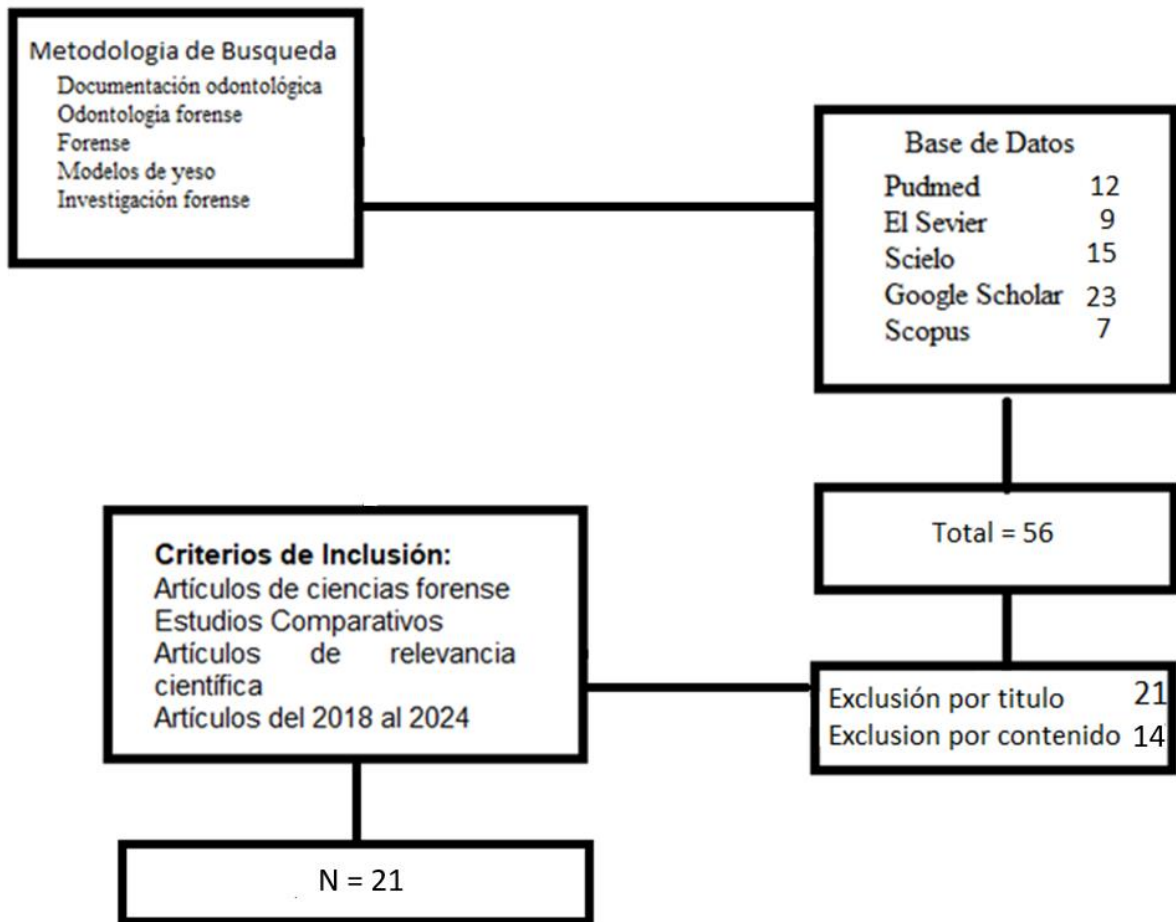 Metodologia de Busqueda
Documentación odontológica
Odontologia forense
Forense
Modelos de yeso
Investigación forense
Base de Datos
Pudmed 12
El Sevier 9
Scielo 15
Google Scholar 23
Scopus 7
Total = 56
Exclusión por titulo 21
Exclusion por contenido 14
Criterios de Inclusión:
Artículos de ciencias forense
Estudios Comparativos
Artículos de relevancia
científica
Artículos del 2018 al 2024
N = 21